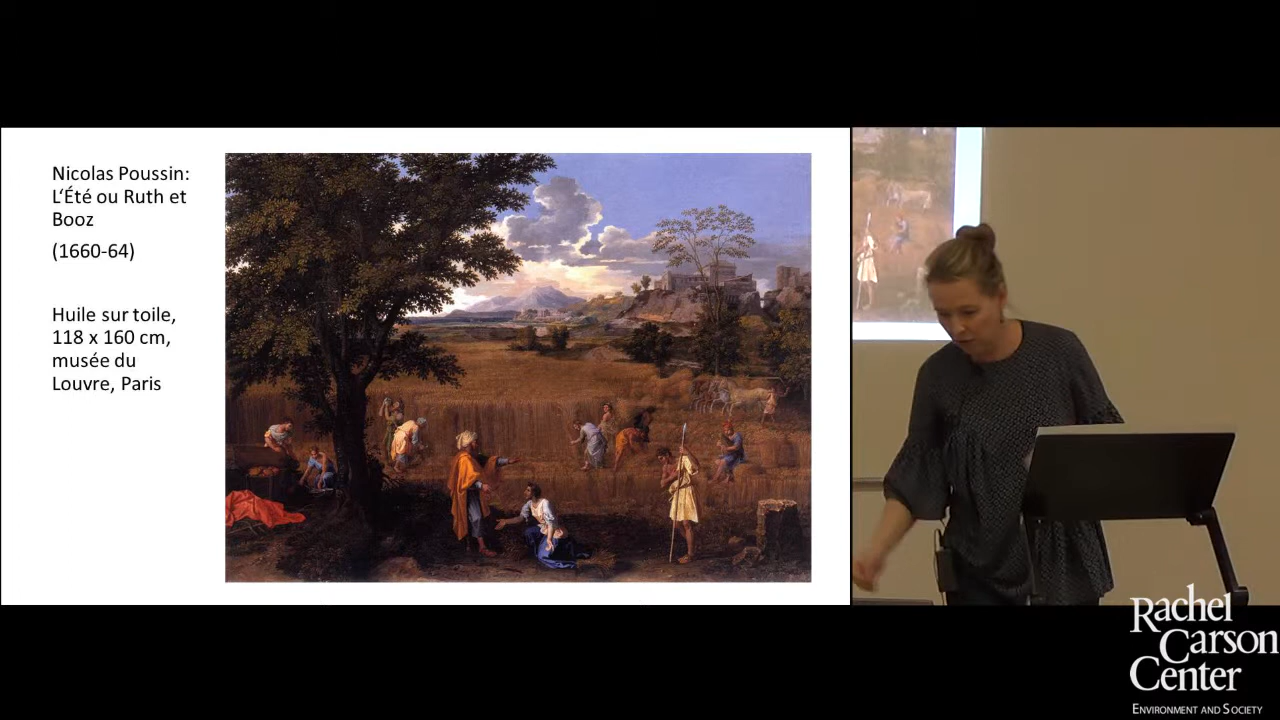 Nicolas Poussin:
L‘Été ou Ruth et
Booz
(1660-64)
Huile sur toile,
118 x 160 cm,
musée du
Louvre, Paris
Rachel
Carson
Center
ENVIRONMENT AND SOCIETY